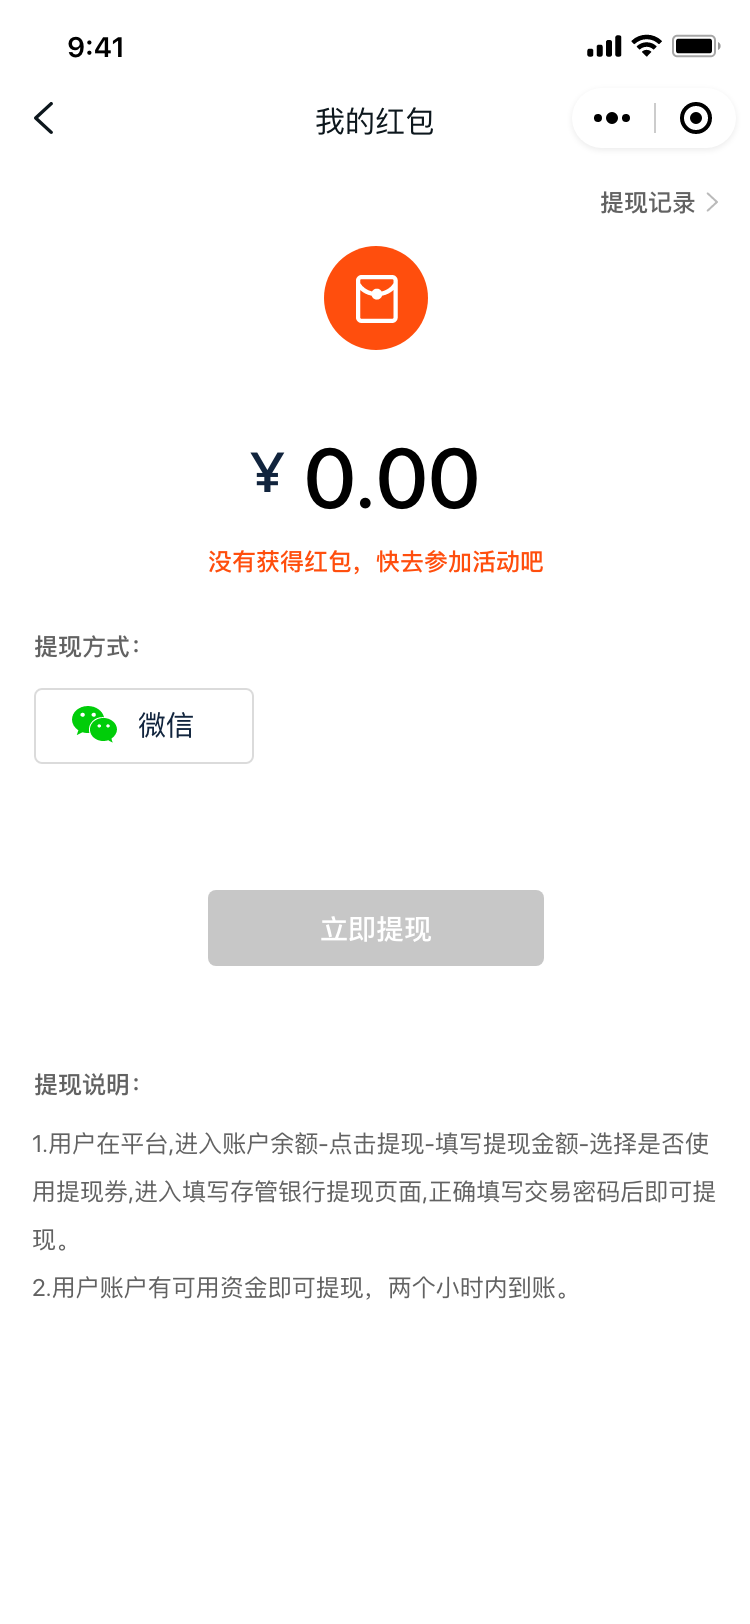 9:41
我的红包
提现记录
¥ 0.00
没有获得红包，快去参加活动吧
提现方式：
微信
立即提现
提现说明：
1.用户在平台,进入账户余额-点击提现-填写提现金额-选择是否使
用提现券,进入填写存管银行提现页面,正确填写交易密码后即可提
现。
2.用户账户有可用资金即可提现，两个小时内到账。